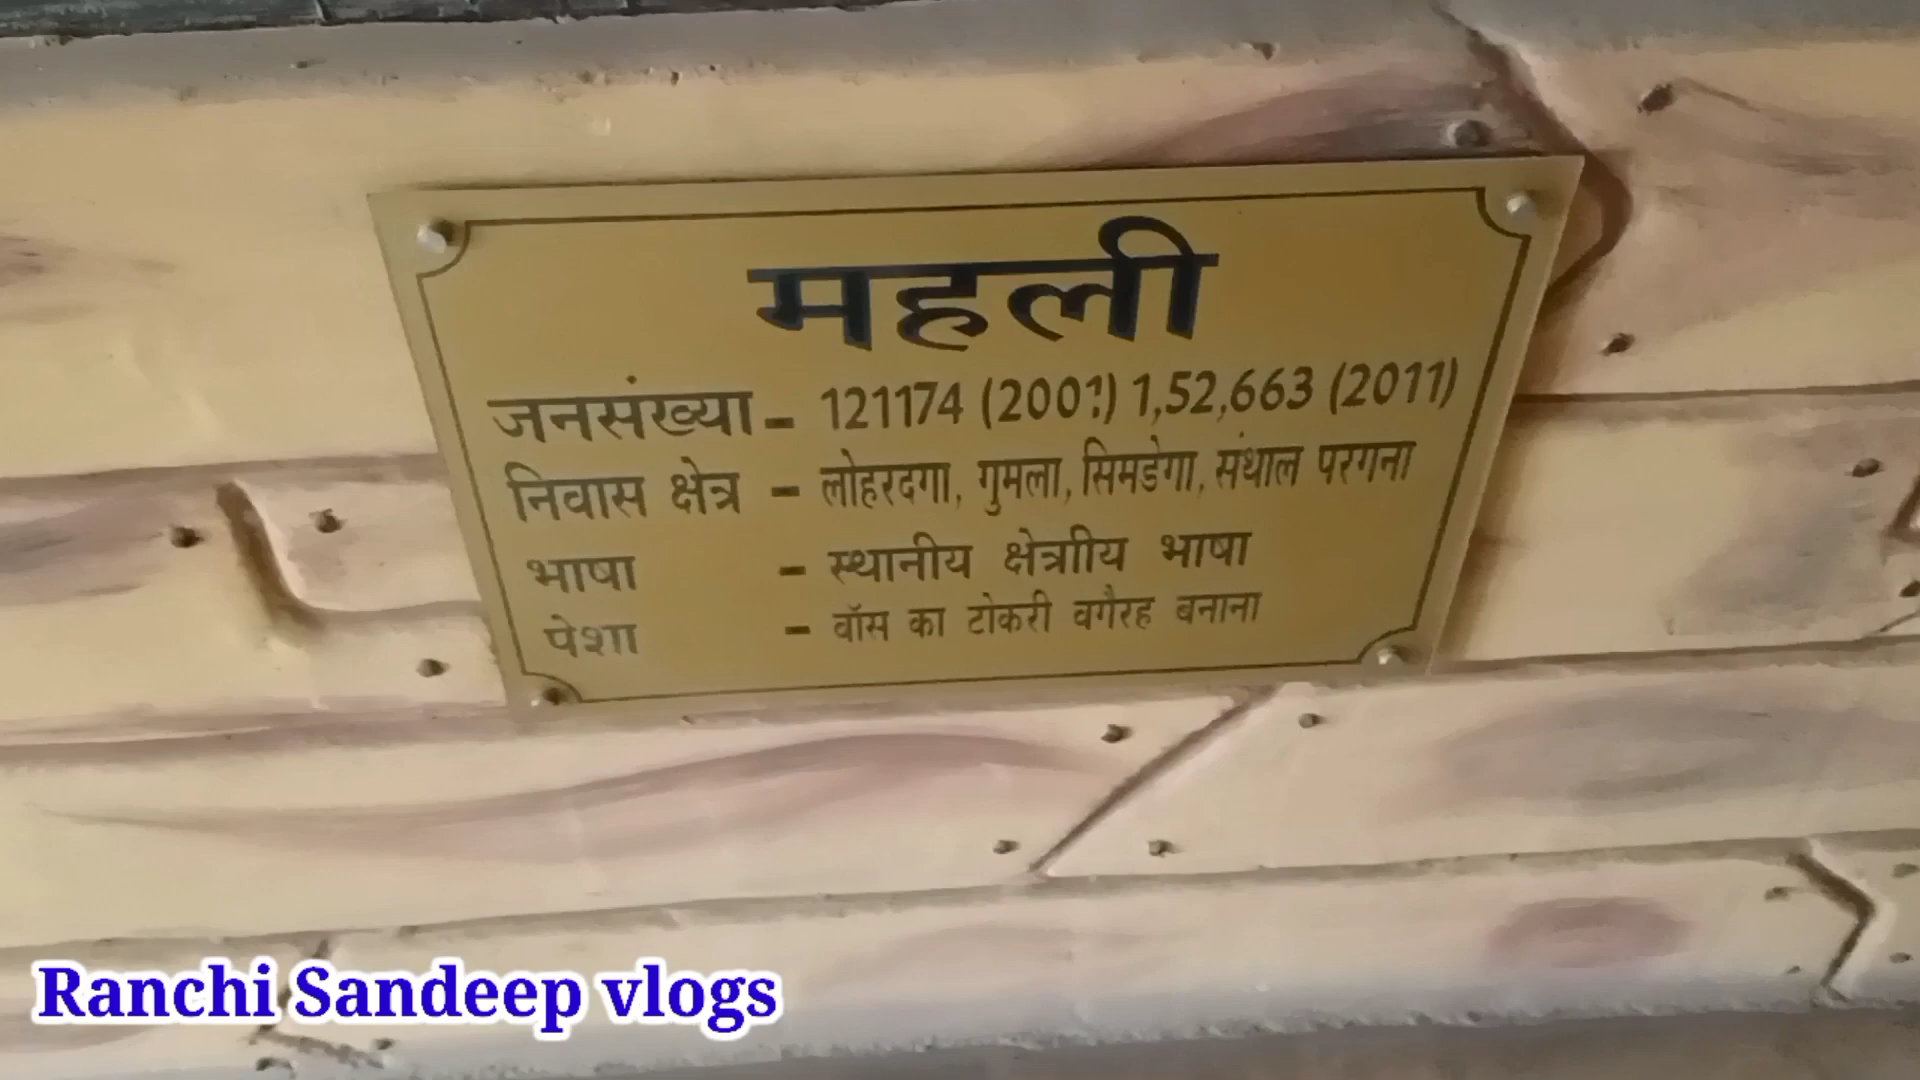 महली
जनसंख्या - 121174 (2001) 1,52,663 (2011)
निवास क्षेत्र - लोहरदगा, गुमला, सिमडेगा, संथाल परगना
भाषा - स्थानीय क्षेत्राीय भाषा
पेशा - वॉस का टोकरी वगैरह बनाना
Ranchi Sandeep vlogs